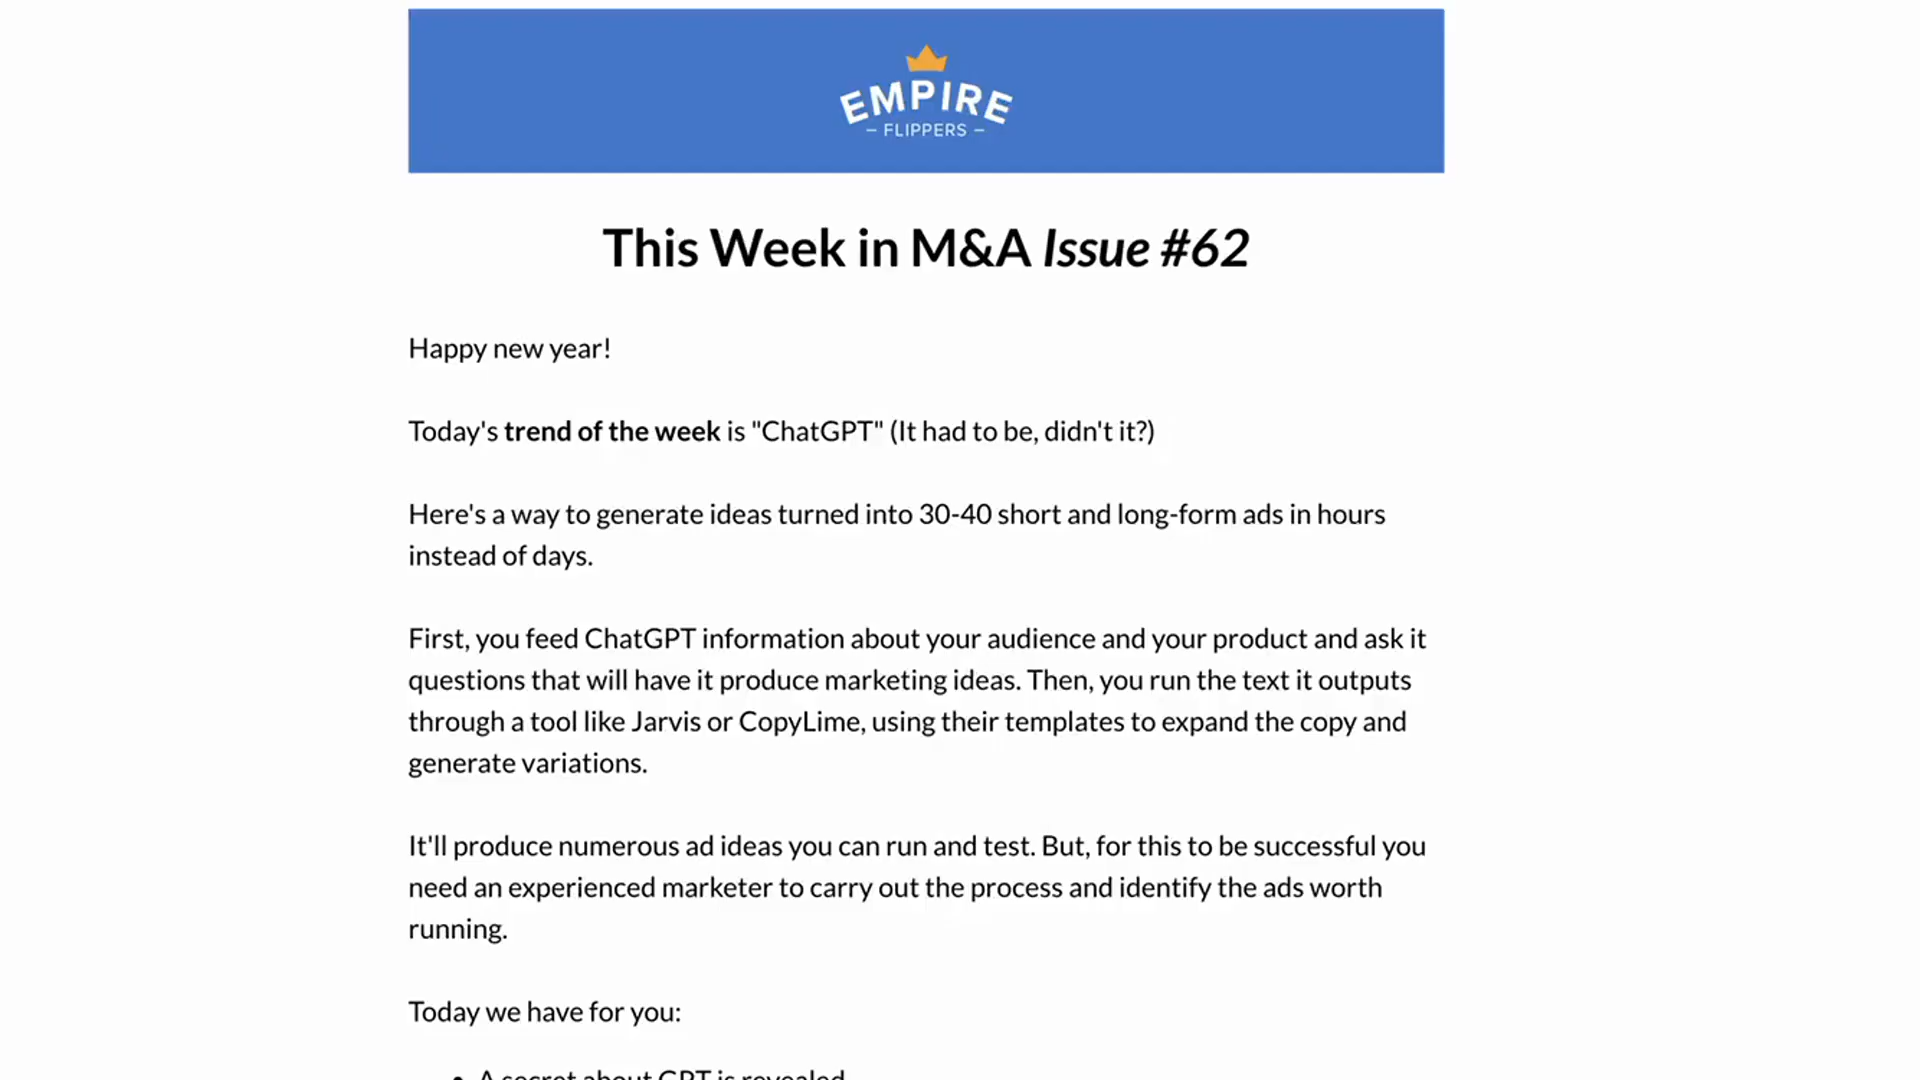 EMPIRE
– FLIPPERS –
This Week in M&A Issue #62
Happy new year!
Today's trend of the week is "ChatGPT" (It had to be, didn't it?)
Here's a way to generate ideas turned into 30-40 short and long-form ads in hours
instead of days.
First, you feed ChatGPT information about your audience and your product and ask it
questions that will have it produce marketing ideas. Then, you run the text it outputs
through a tool like Jarvis or CopyLime, using their templates to expand the copy and
generate variations.
It'll produce numerous ad ideas you can run and test. But, for this to be successful you
need an experienced marketer to carry out the process and identify the ads worth
running.
Today we have for you:
• A secret about GPT is revealed